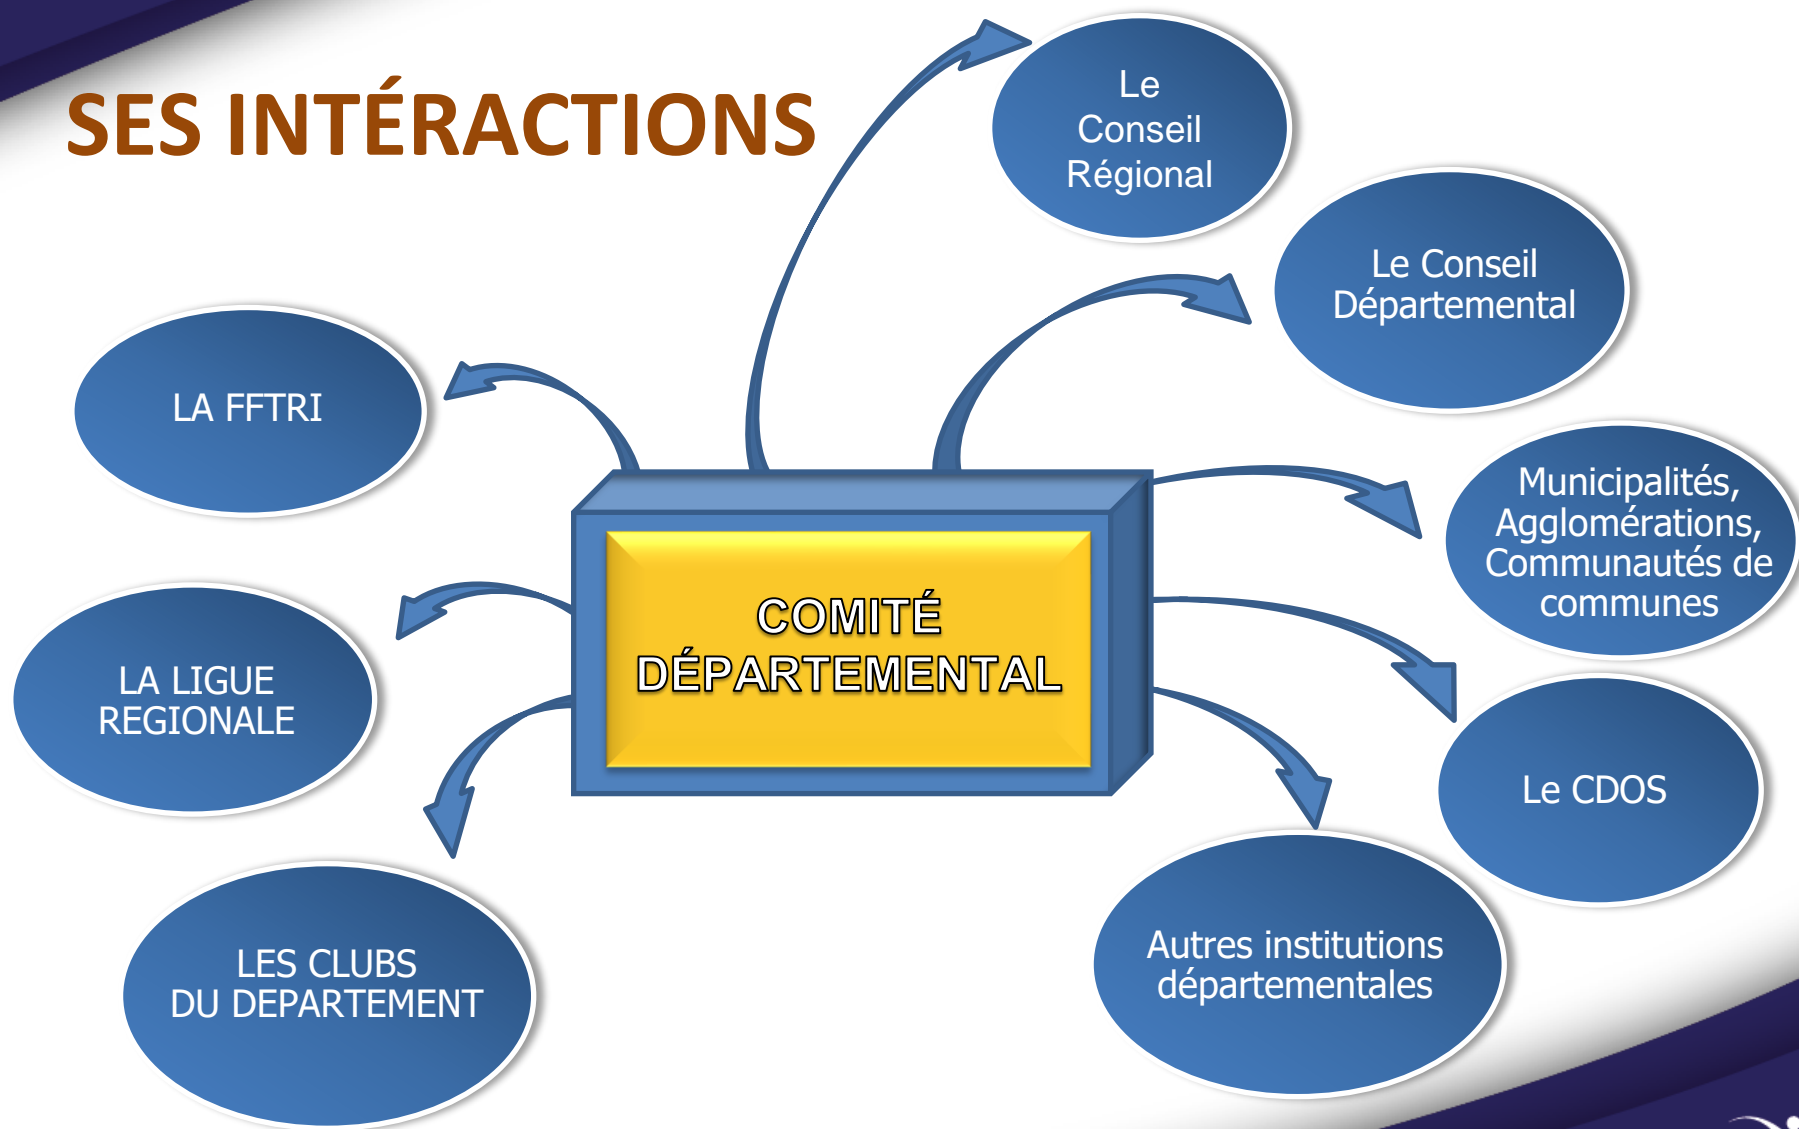 SES INTÉRACTIONS
Le
Conseil
Régional
Le Conseil
Départemental
LA FFTRI
Municipalités,
Agglomérations,
Communautés de
communes
COMITÉ
DÉPARTEMENTAL
LA LIGUE
REGIONALE
Le CDOS
LES CLUBS
DU DEPARTEMENT
Autres institutions
départementales